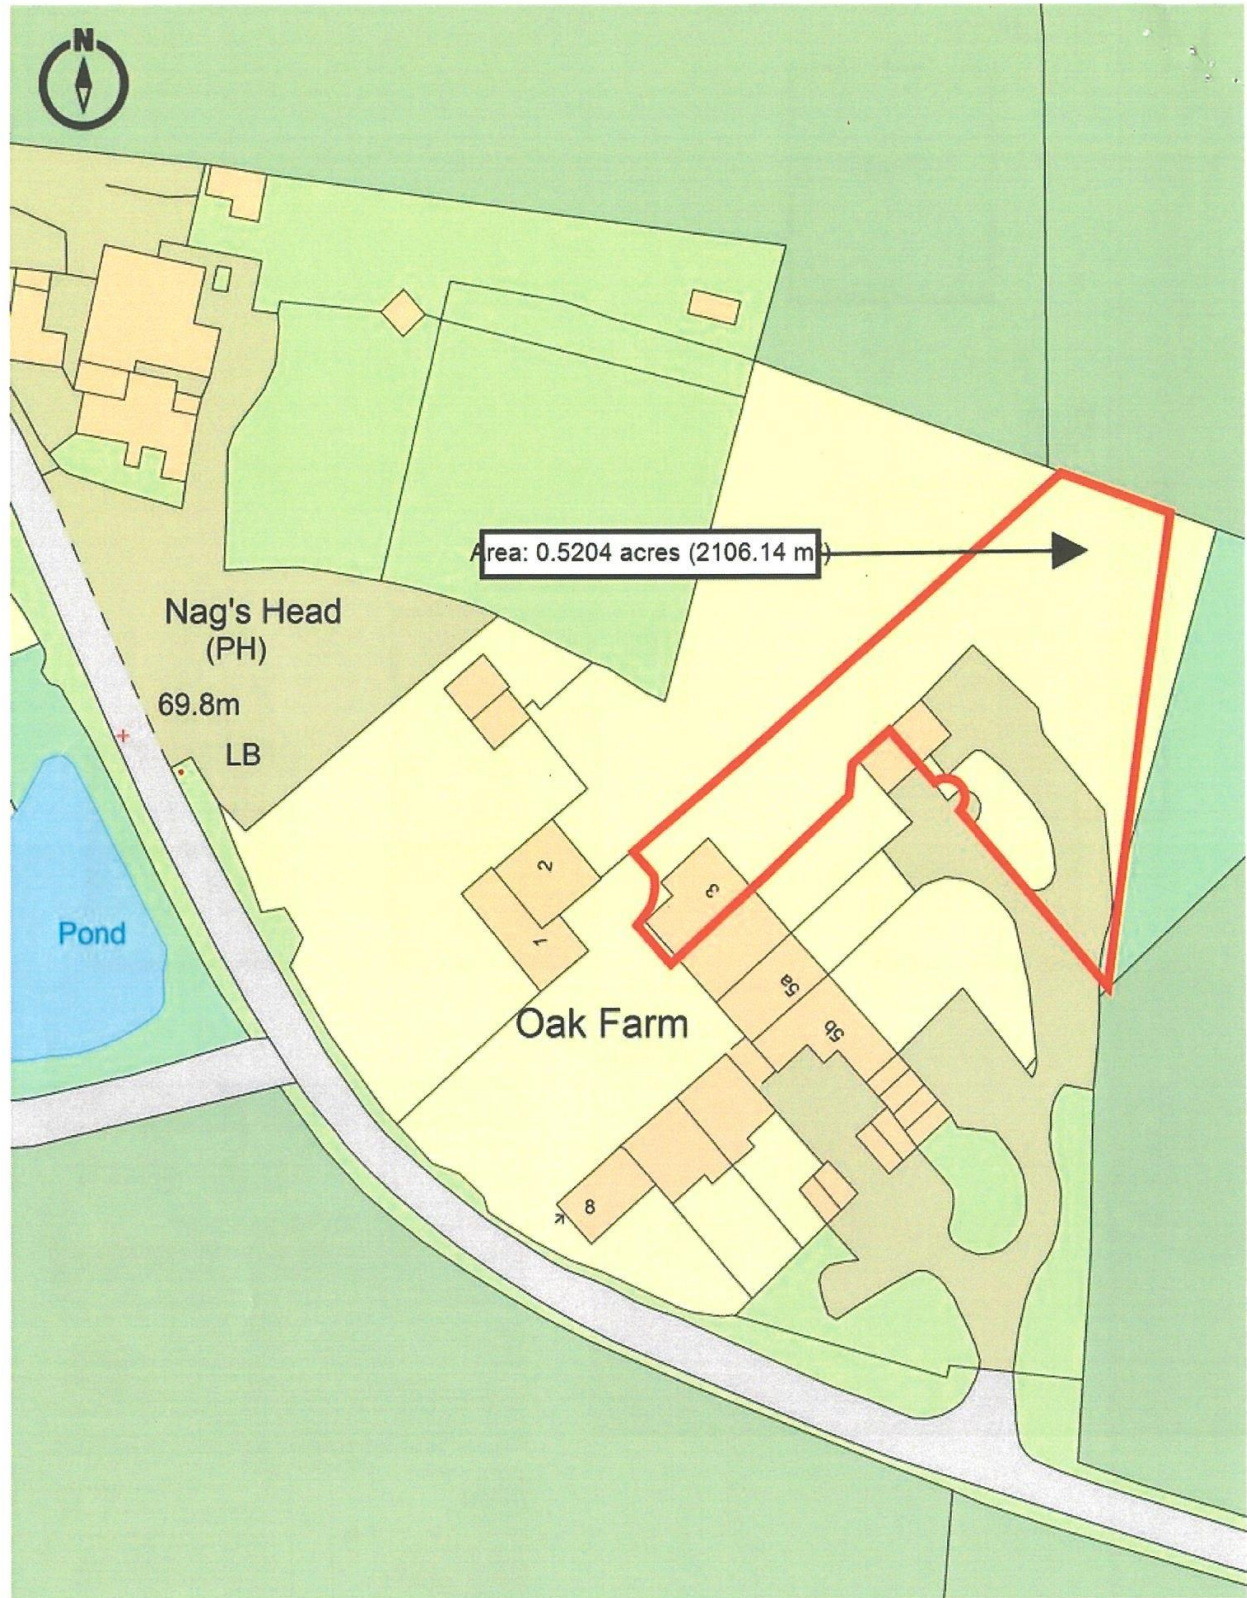 N
Area: 0.5204 acres (2106.14 m²)
Nag's Head
(PH)
69.8m
LB
2
3
1
Pond
5a
Oak Farm
5b
8